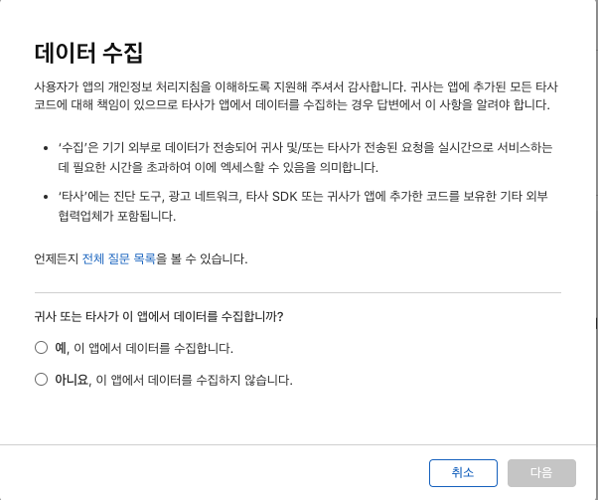 데이터 수집
사용자가 앱의 개인정보 처리지침을 이해하도록 지원해 주셔서 감사합니다. 귀사는 앱에 추가된 모든 타사
코드에 대해 책임이 있으므로 타사가 앱에서 데이터를 수집하는 경우 답변에서 이 사항을 알려야 합니다.
• ‘수집’은 기기 외부로 데이터가 전송되어 귀사 및/또는 타사가 전송된 요청을 실시간으로 서비스하는
데 필요한 시간을 초과하여 이에 엑세스할 수 있음을 의미합니다.
• ‘타사’에는 진단 도구, 광고 네트워크, 타사 SDK 또는 귀사가 앱에 추가한 코드를 보유한 기타 외부
협력업체가 포함됩니다.
언제든지 전체 질문 목록을 볼 수 있습니다.
귀사 또는 타사가 이 앱에서 데이터를 수집합니까?
예, 이 앱에서 데이터를 수집합니다.
아니요, 이 앱에서 데이터를 수집하지 않습니다.
취소
다음